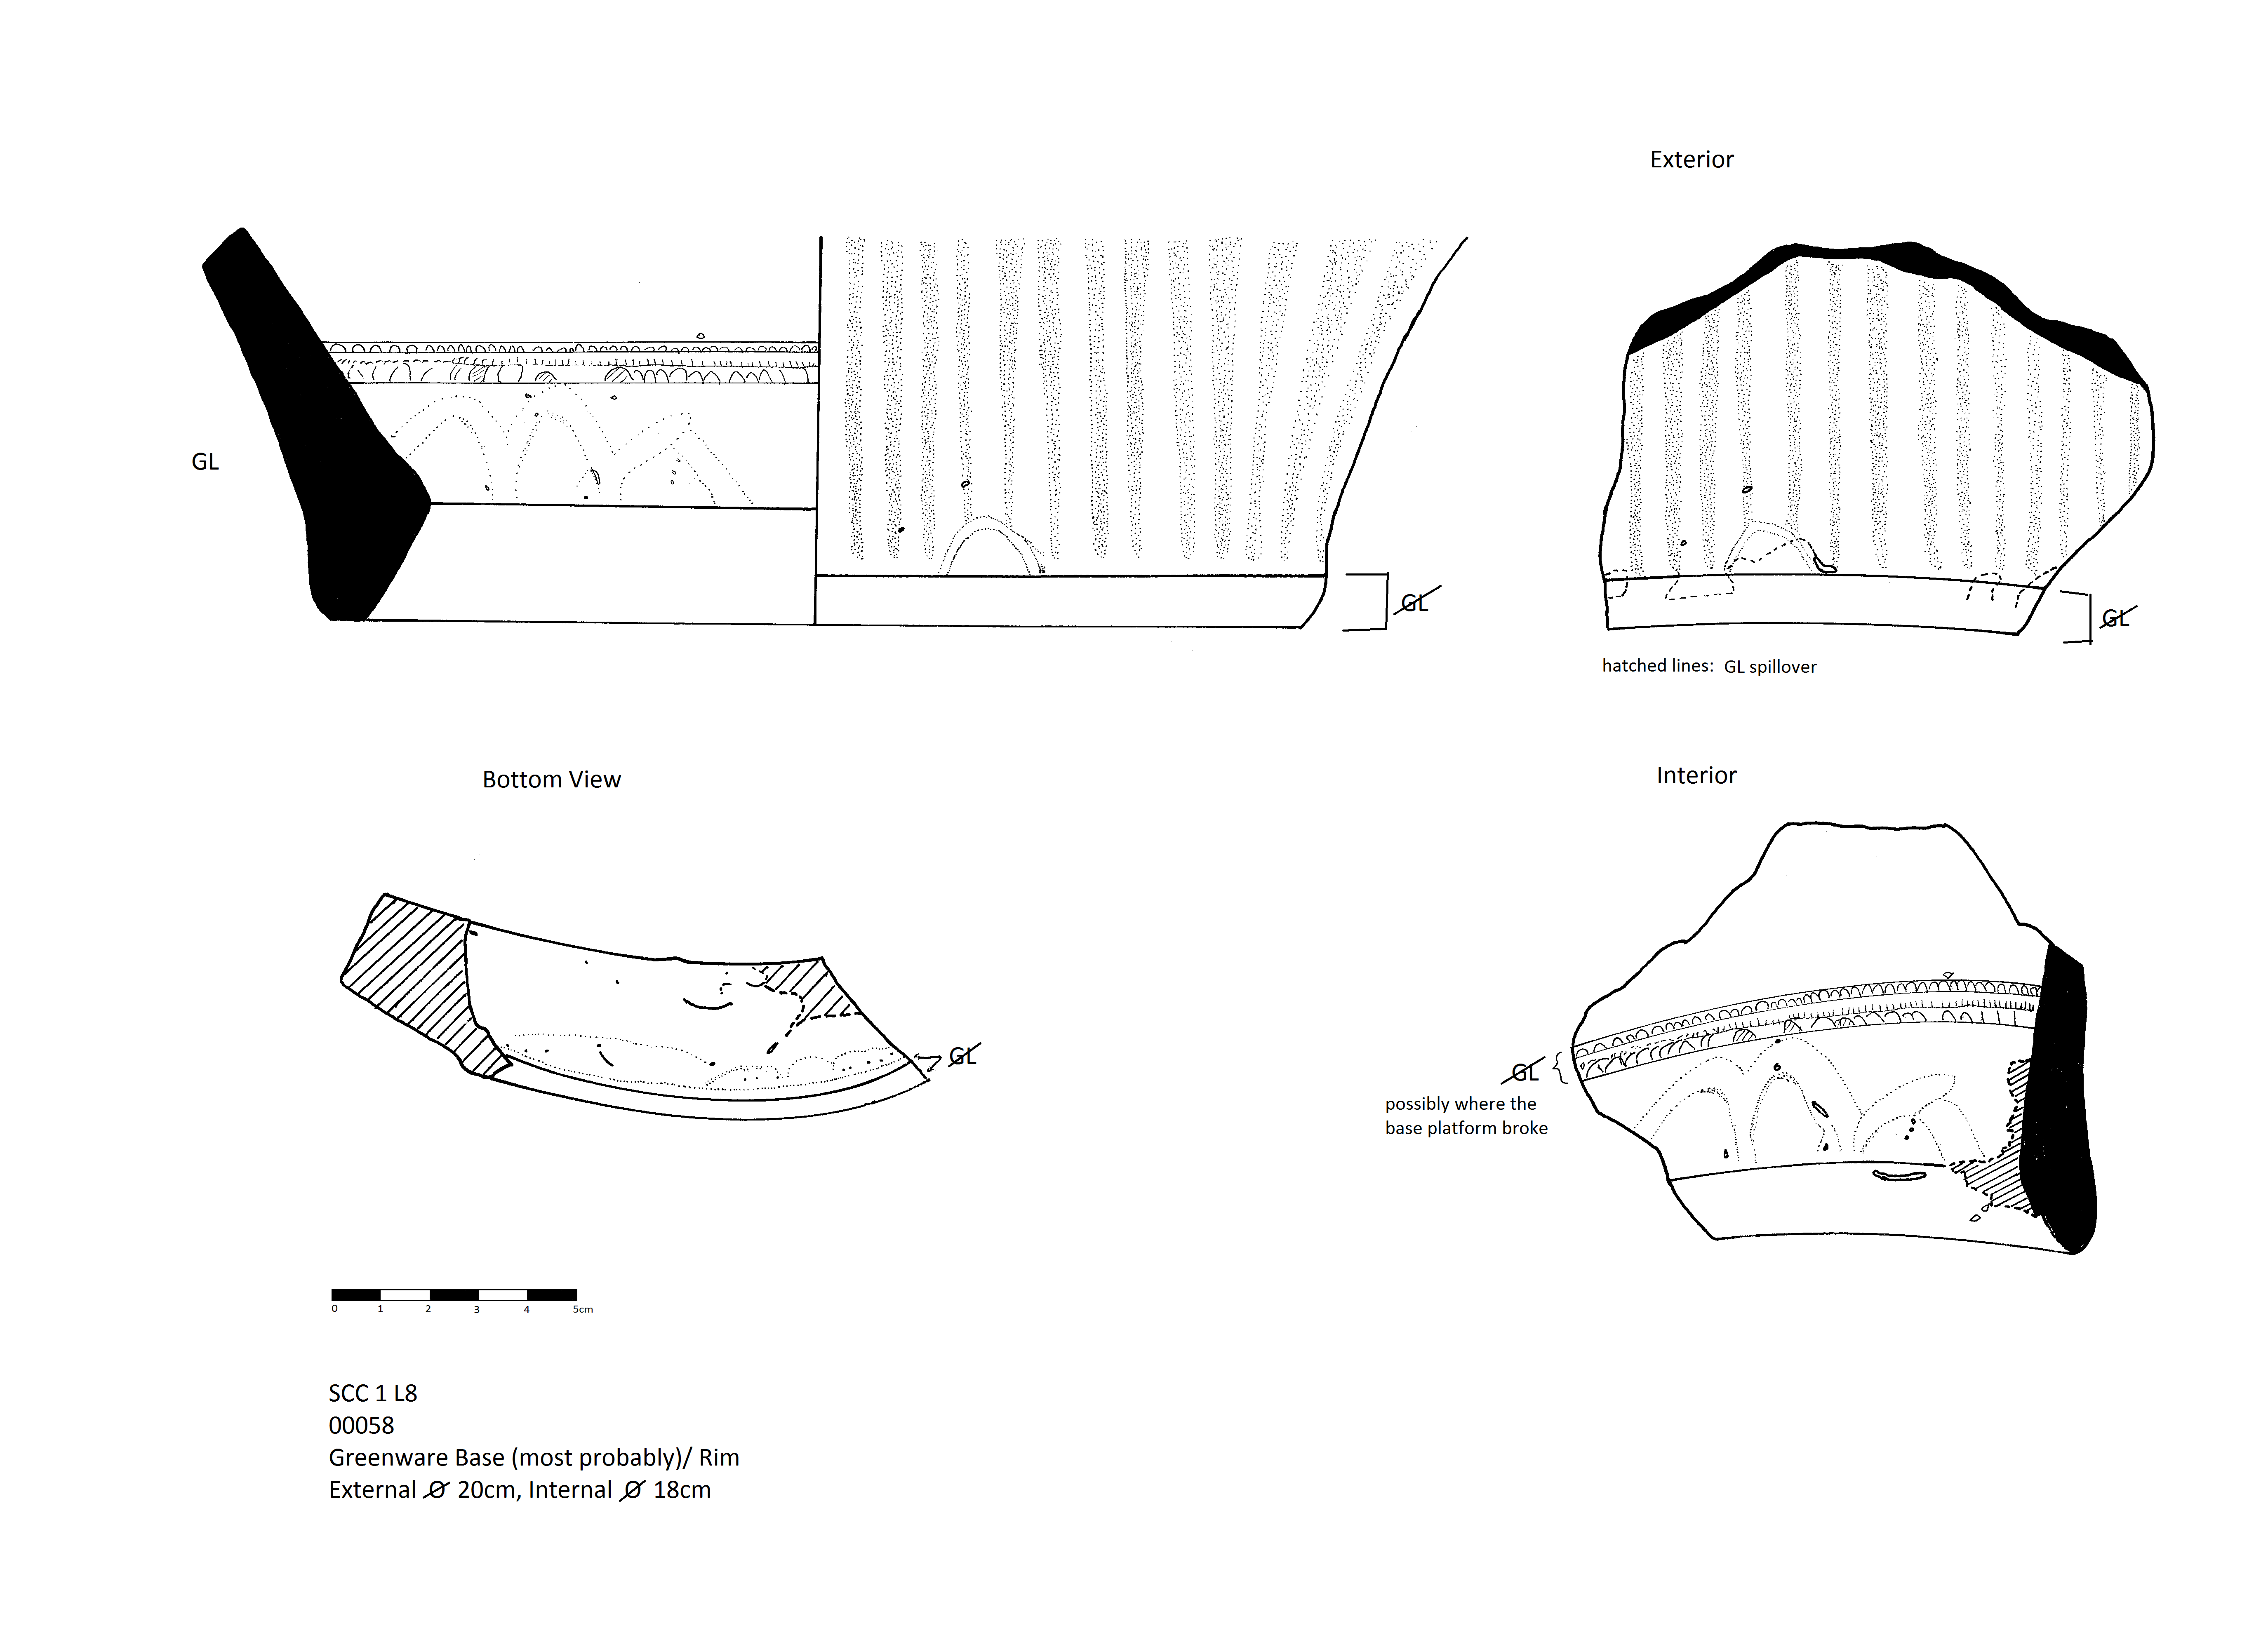 Exterior
GL
GL
GL
hatched lines: GL spillover
Bottom View
Interior
GL
GL
possibly where the
base platform broke
0 1 2 3 4 5cm
SCC 1 L8
00058
Greenware Base (most probably)/ Rim
External Ø 20cm, Internal Ø 18cm